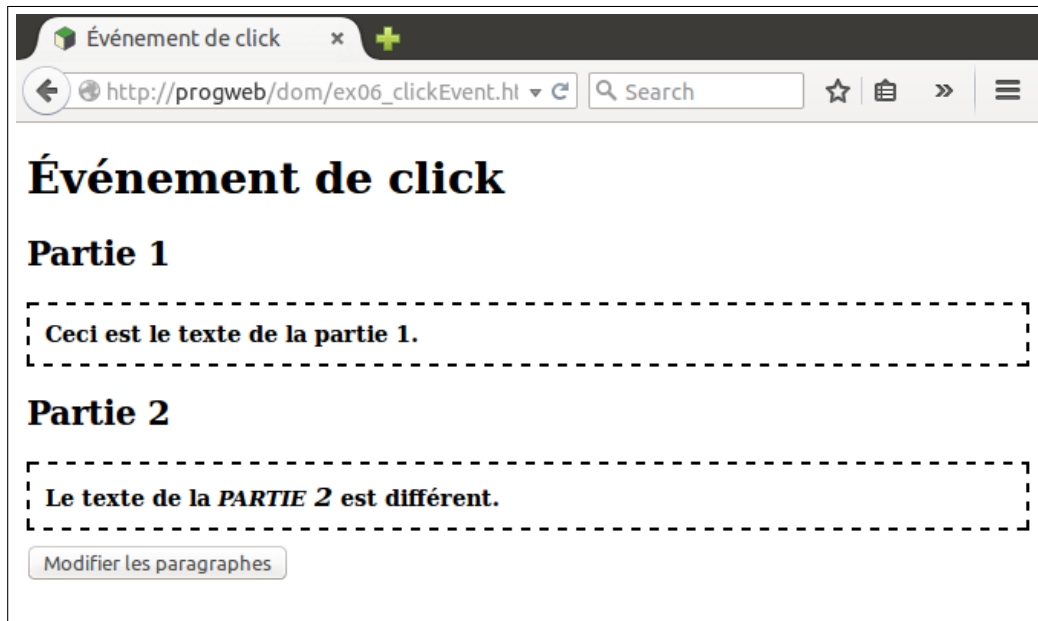 Événement de click
http://progweb/dom/ex06_clickEvent.ht
Search
Événement de click
Partie 1
Ceci est le texte de la partie 1.
Partie 2
Le texte de la PARTIE 2 est différent.
Modifier les paragraphes